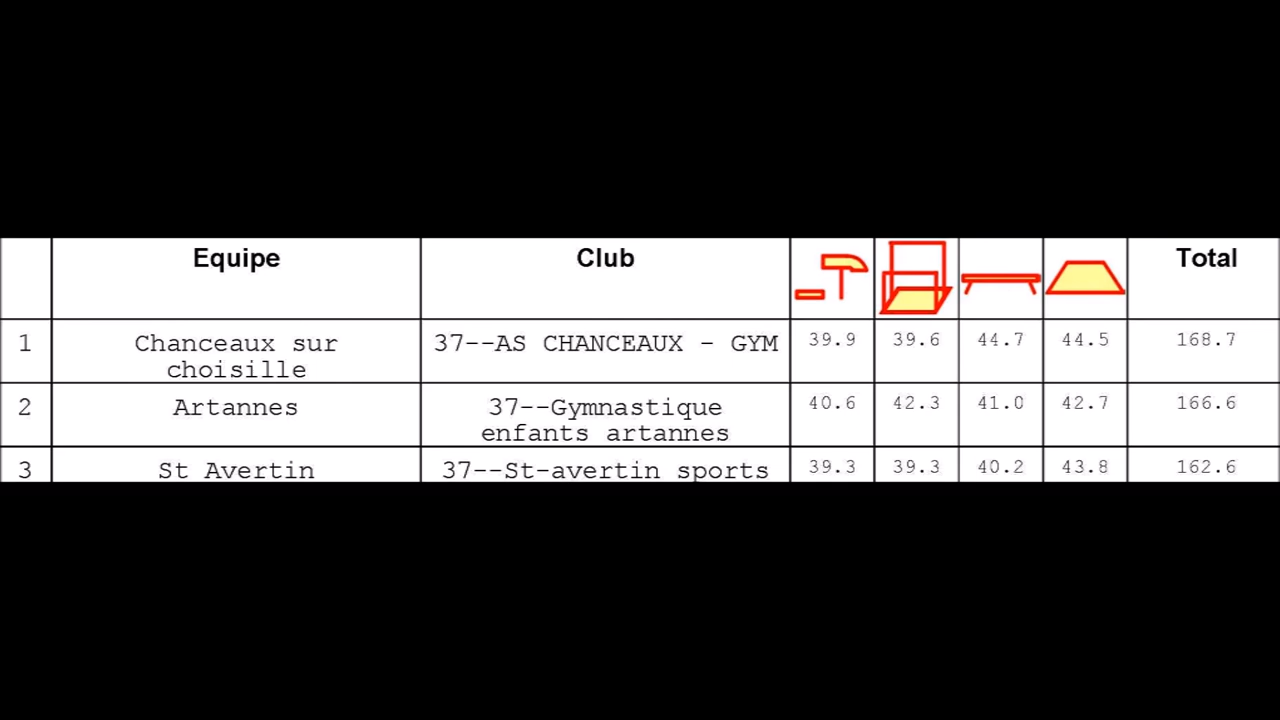 Equipe Club Total
1 Chanceaux sur choisille 37--AS CHANCEAUX - GYM 39.9 39.6 44.7 44.5 168.7
2 Artannes 37--Gymnastique enfants artannes 40.6 42.3 41.0 42.7 166.6
3 St Avertin 37--St-avertin sports 39.3 39.3 40.2 43.8 162.6